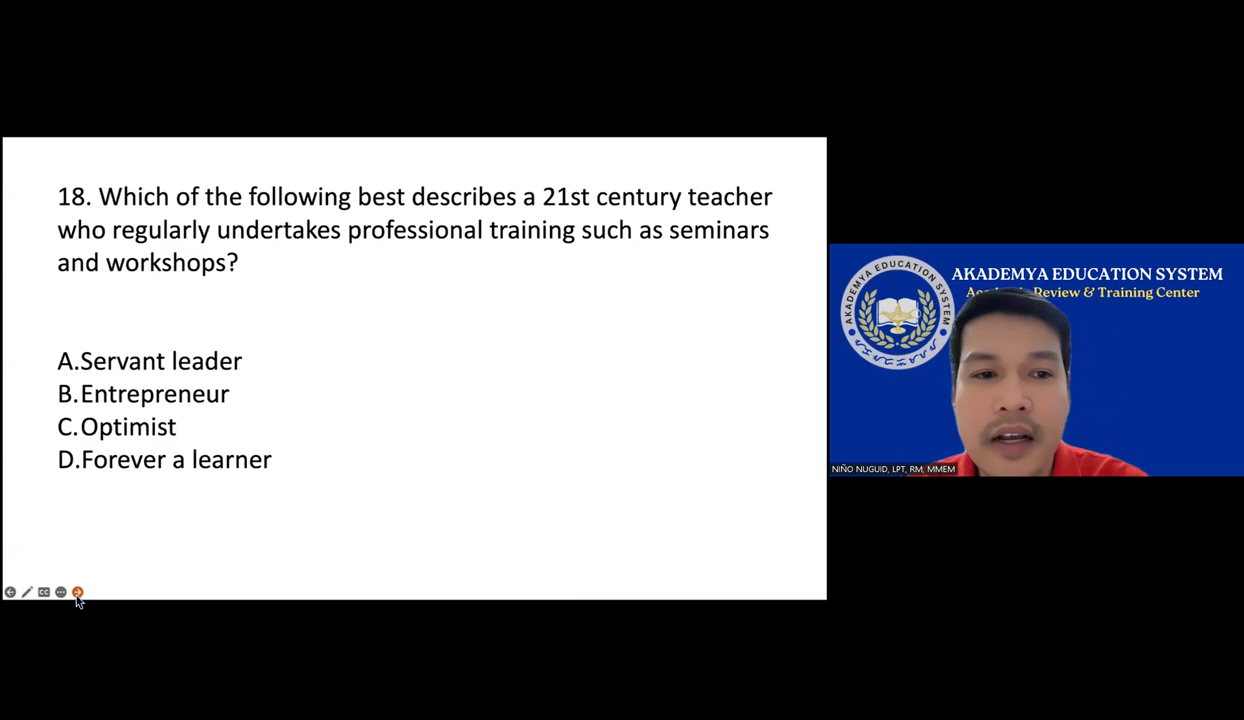 18. Which of the following best describes a 21st century teacher
who regularly undertakes professional training such as seminars
and workshops?
A.Servant leader
B.Entrepreneur
C.Optimist
D.Forever a learner
AKADEMYA EDUCATION SYSTEM
Review & Training Center
AKADEMYA EDUCATION SYSTEM
NIÑO NUGUID, LPT, RM, MMEM
CC